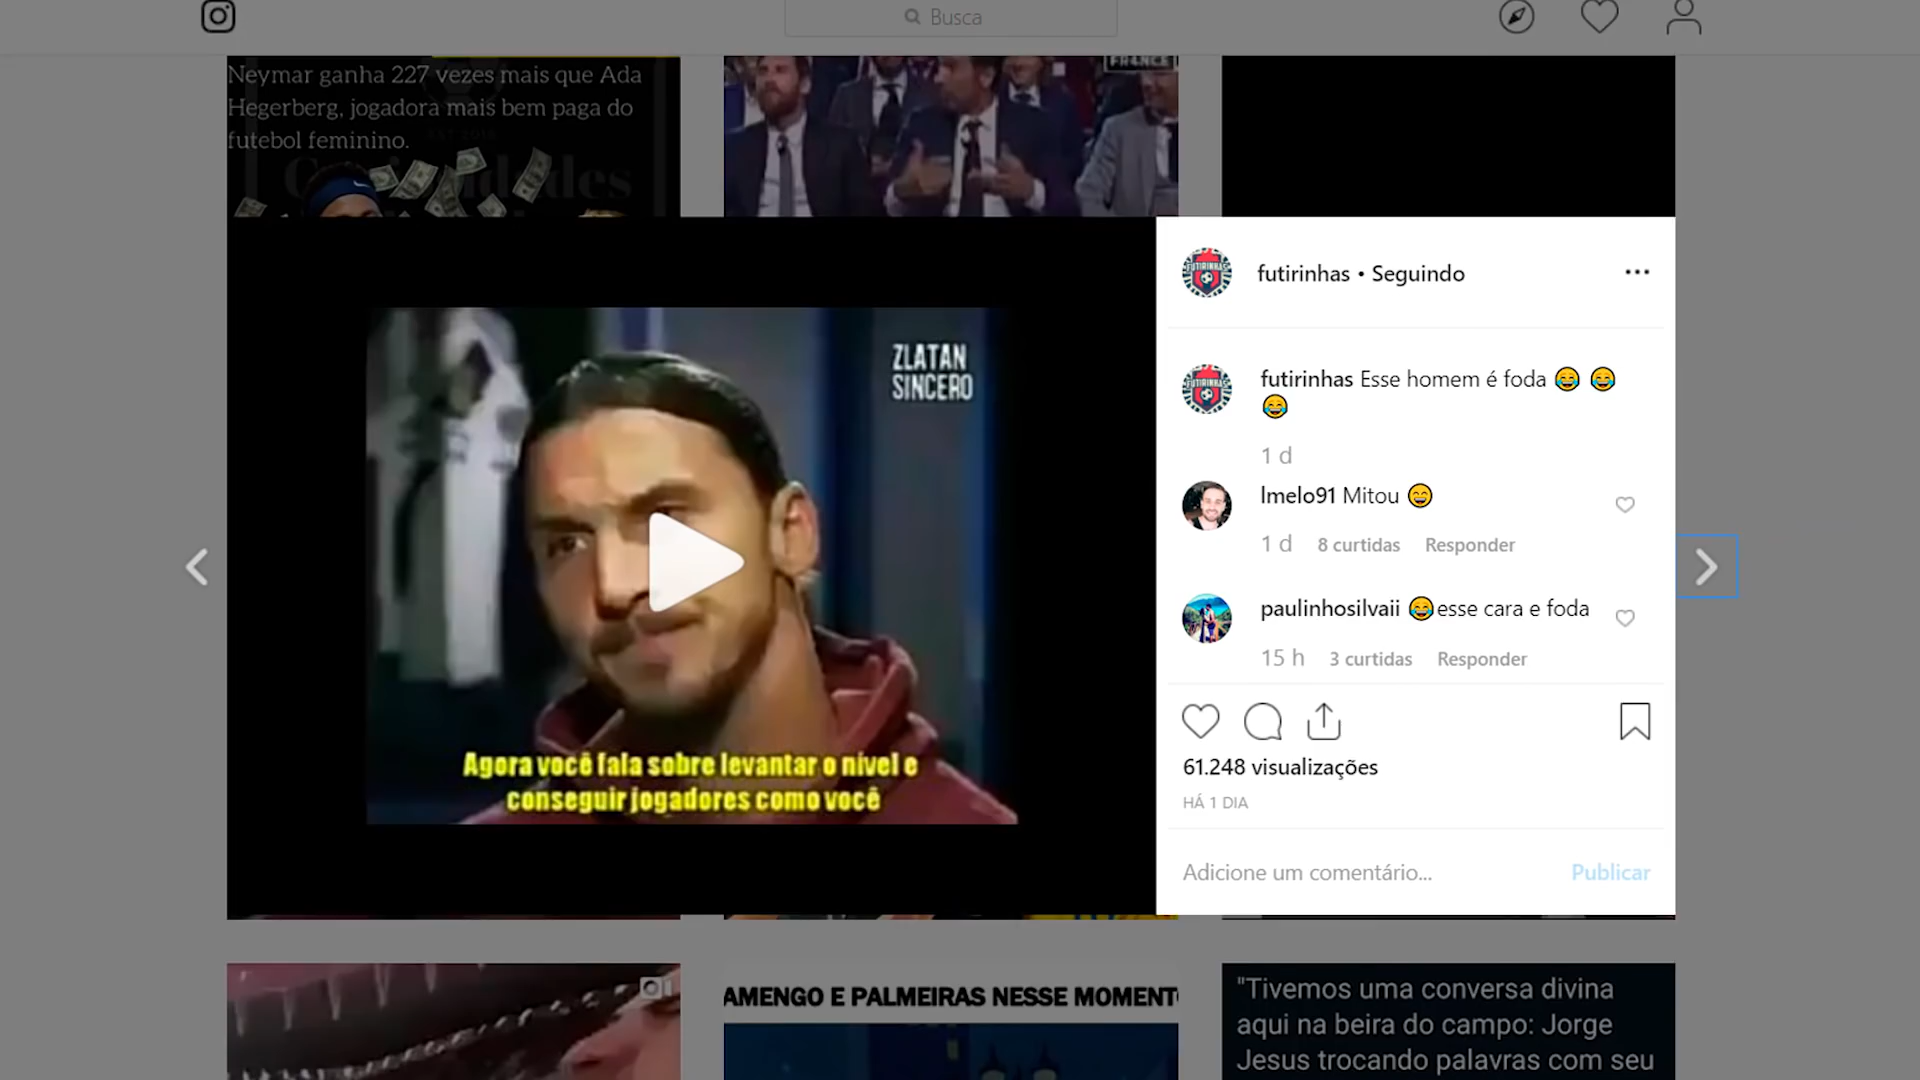 Busca
Neymar ganha 227 vezes mais que Ada
Hegerberg, jogadora mais bem paga do
futebol feminino.
FR4NCE
futirinhas • Seguindo
FUTIRINHAS
ZLATAN
SINCERO
futirinhas Esse homem é foda 😂 😂
😂
FUTIRINHAS
1 d
lmelo91 Mitou 😄
1 d 8 curtidas Responder
paulinhosilvaii 😂esse cara e foda
15 h 3 curtidas Responder
Agora você fala sobre levantar o nível e
conseguir jogadores como você
61.248 visualizações
HÁ 1 DIA
Adicione um comentário... Publicar
AMENGO E PALMEIRAS NESSE MOMENTO
"Tivemos uma conversa divina
aqui na beira do campo: Jorge
Jesus trocando palavras com seu